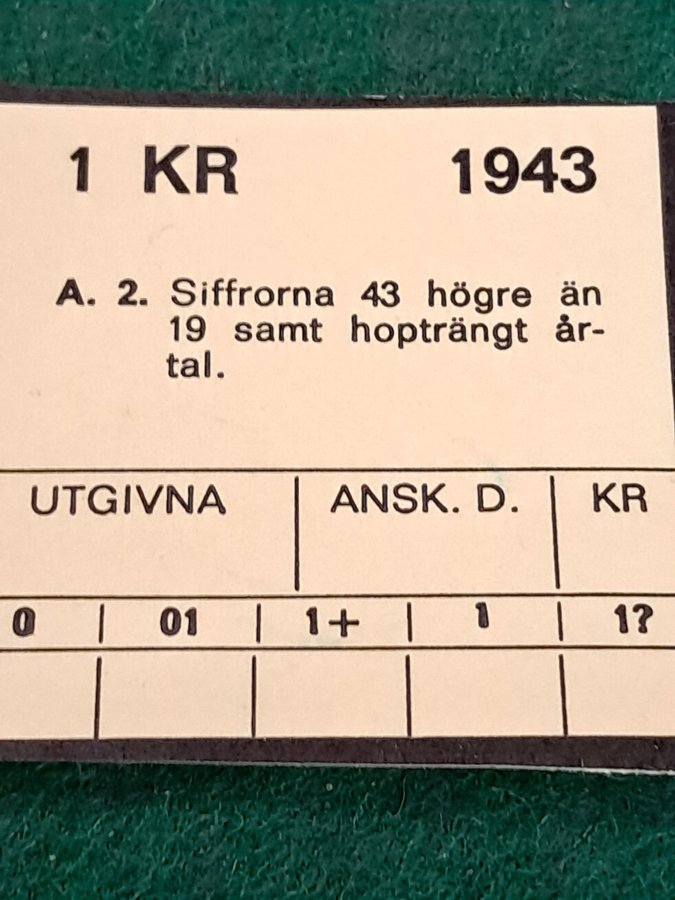 1 KR 1943
A. 2. Siffrorna 43 högre än
19 samt hopträngt år-
tal.
UTGIVNA ANSK. D. KR
0 01 1+ 1 1?